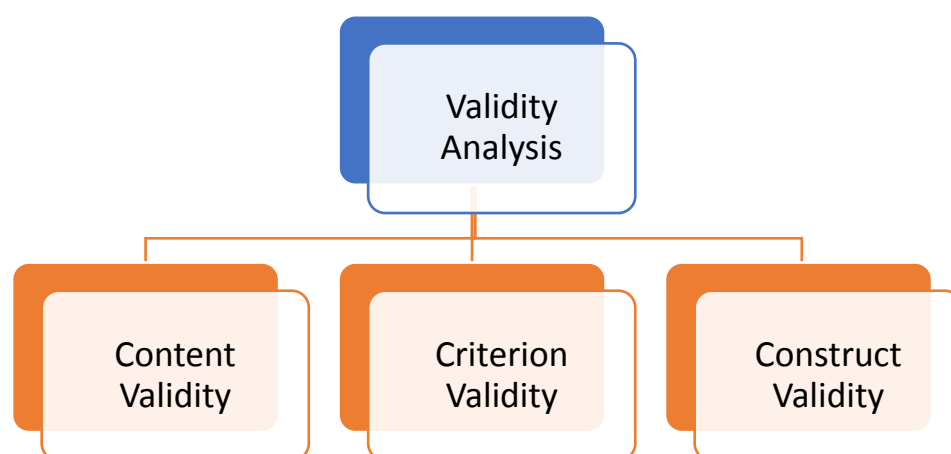 Validity
Analysis
Content
Validity
Criterion
Validity
Construct
Validity